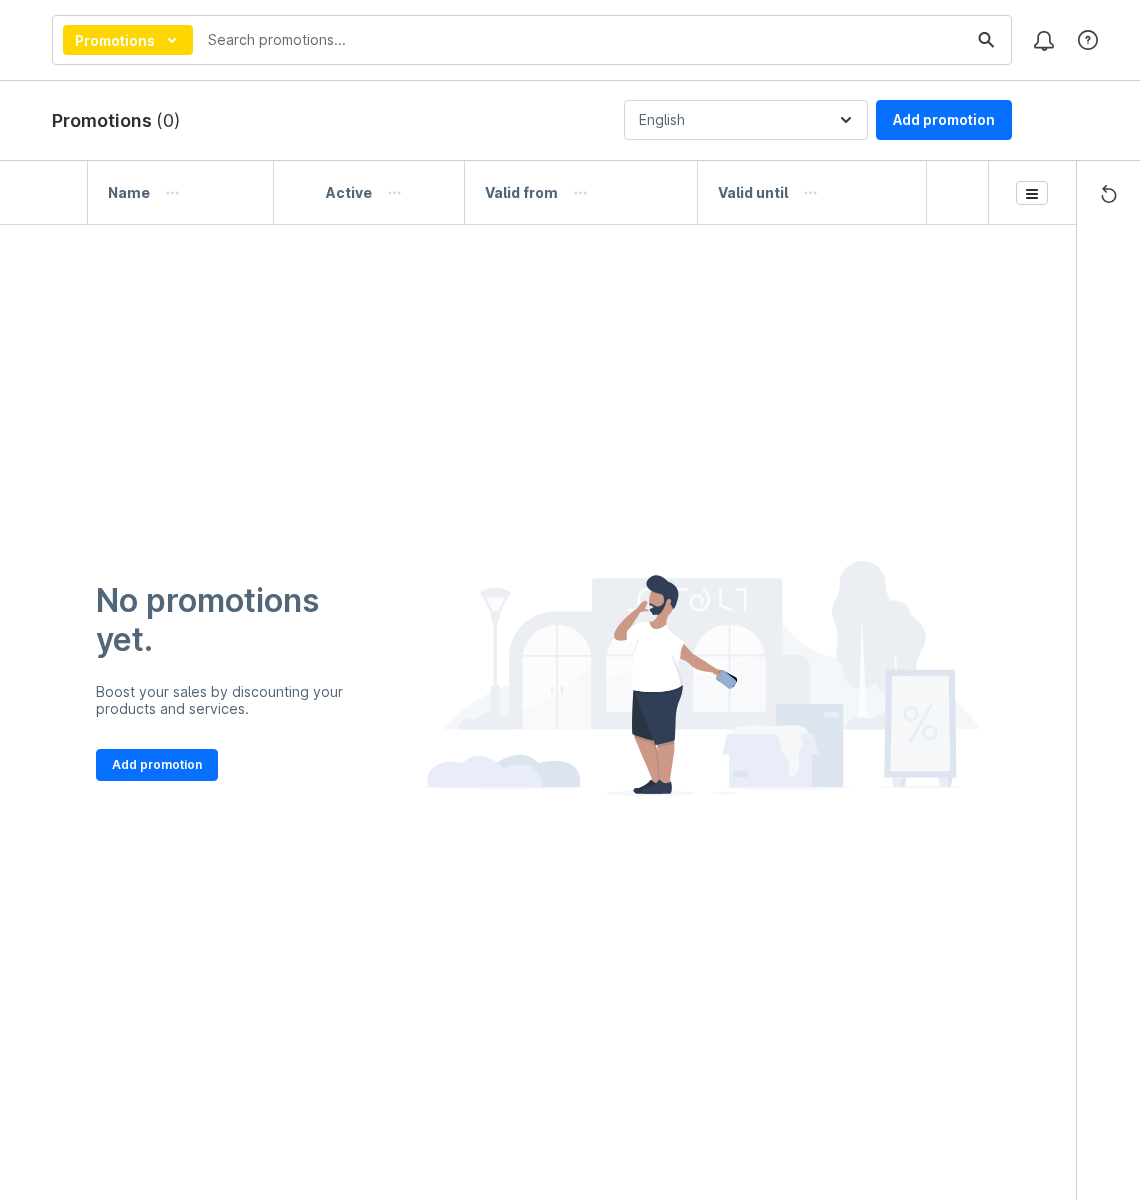 Promotions
Search promotions...
Promotions (0)
English
Add promotion
Name
Active
Valid from
Valid until
No promotions
yet.
Boost your sales by discounting your
products and services.
Add promotion
%